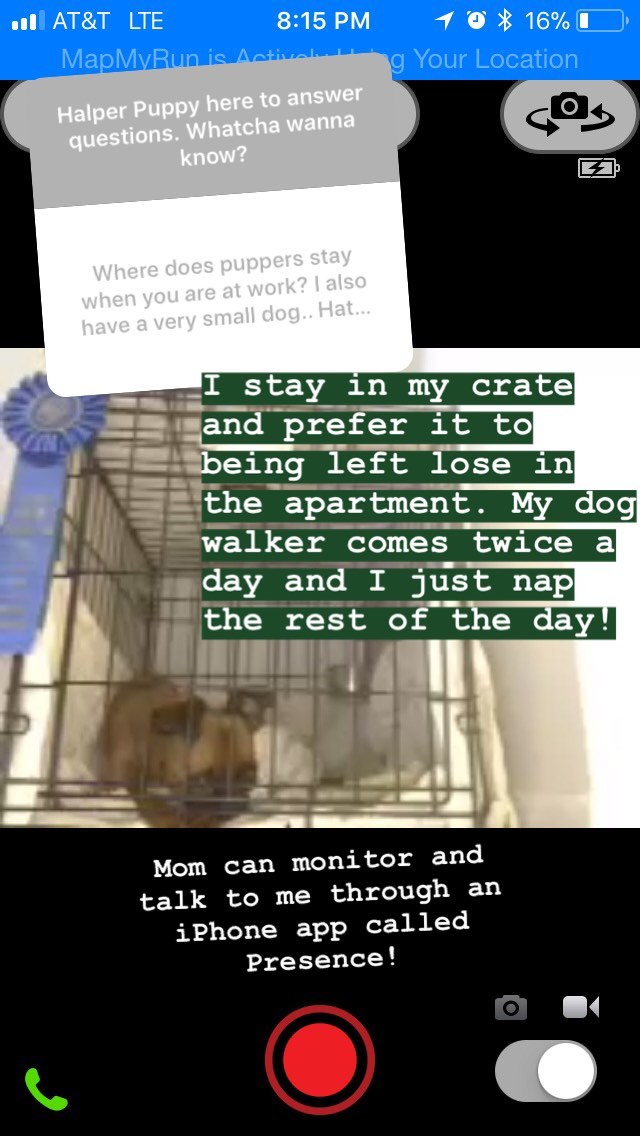 AT&T LTE 8:15 PM 16%
MapMyRun is Actively Using Your Location
Halper Puppy here to answer
questions. Whatcha wanna
know?
Where does puppers stay
when you are at work? I also
have a very small dog.. Hat...
I stay in my crate
and prefer it to
being left lose in
the apartment. My dog
walker comes twice a
day and I just nap
the rest of the day!
Mom can monitor and
talk to me through an
iPhone app called
Presence!